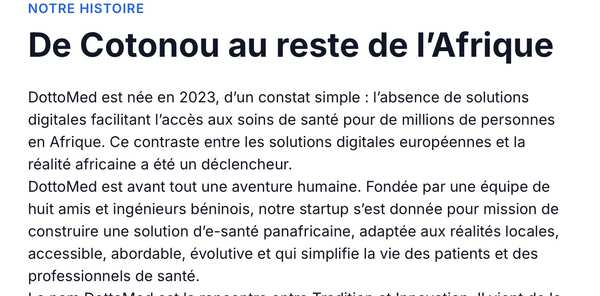 NOTRE HISTOIRE
De Cotonou au reste de l’Afrique
DottoMed est née en 2023, d’un constat simple : l’absence de solutions
digitales facilitant l’accès aux soins de santé pour de millions de personnes
en Afrique. Ce contraste entre les solutions digitales européennes et la
réalité africaine a été un déclencheur.
DottoMed est avant tout une aventure humaine. Fondée par une équipe de
huit amis et ingénieurs béninois, notre startup s’est donnée pour mission de
construire une solution d’e-santé panafricaine, adaptée aux réalités locales,
accessible, abordable, évolutive et qui simplifie la vie des patients et des
professionnels de santé.
Le nom DottoMed est la rencontre entre Tradition et Innovation. Il vient de la